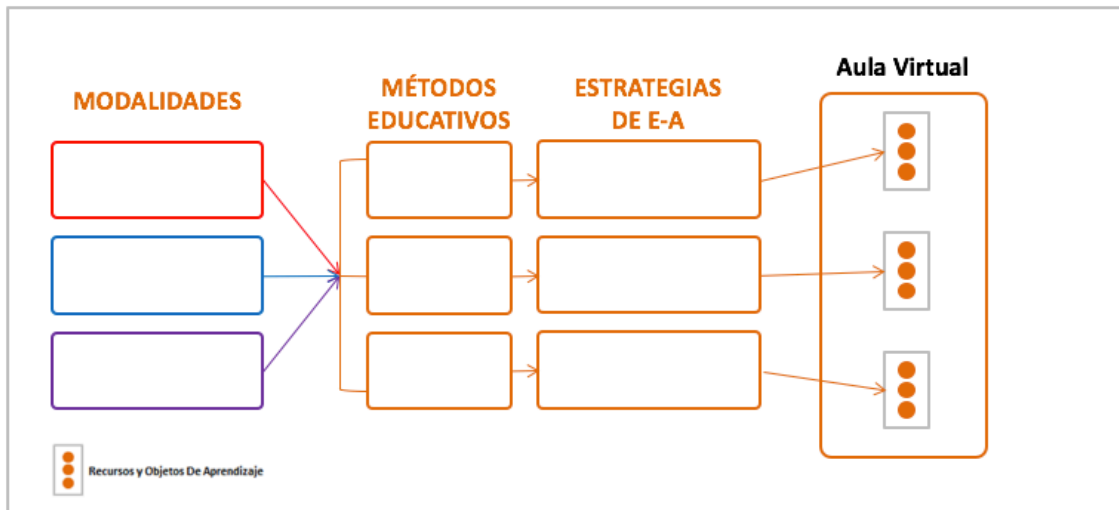 MODALIDADES
MÉTODOS
EDUCATIVOS
ESTRATEGIAS
DE E-A
Aula Virtual
Recursos y Objetos De Aprendizaje